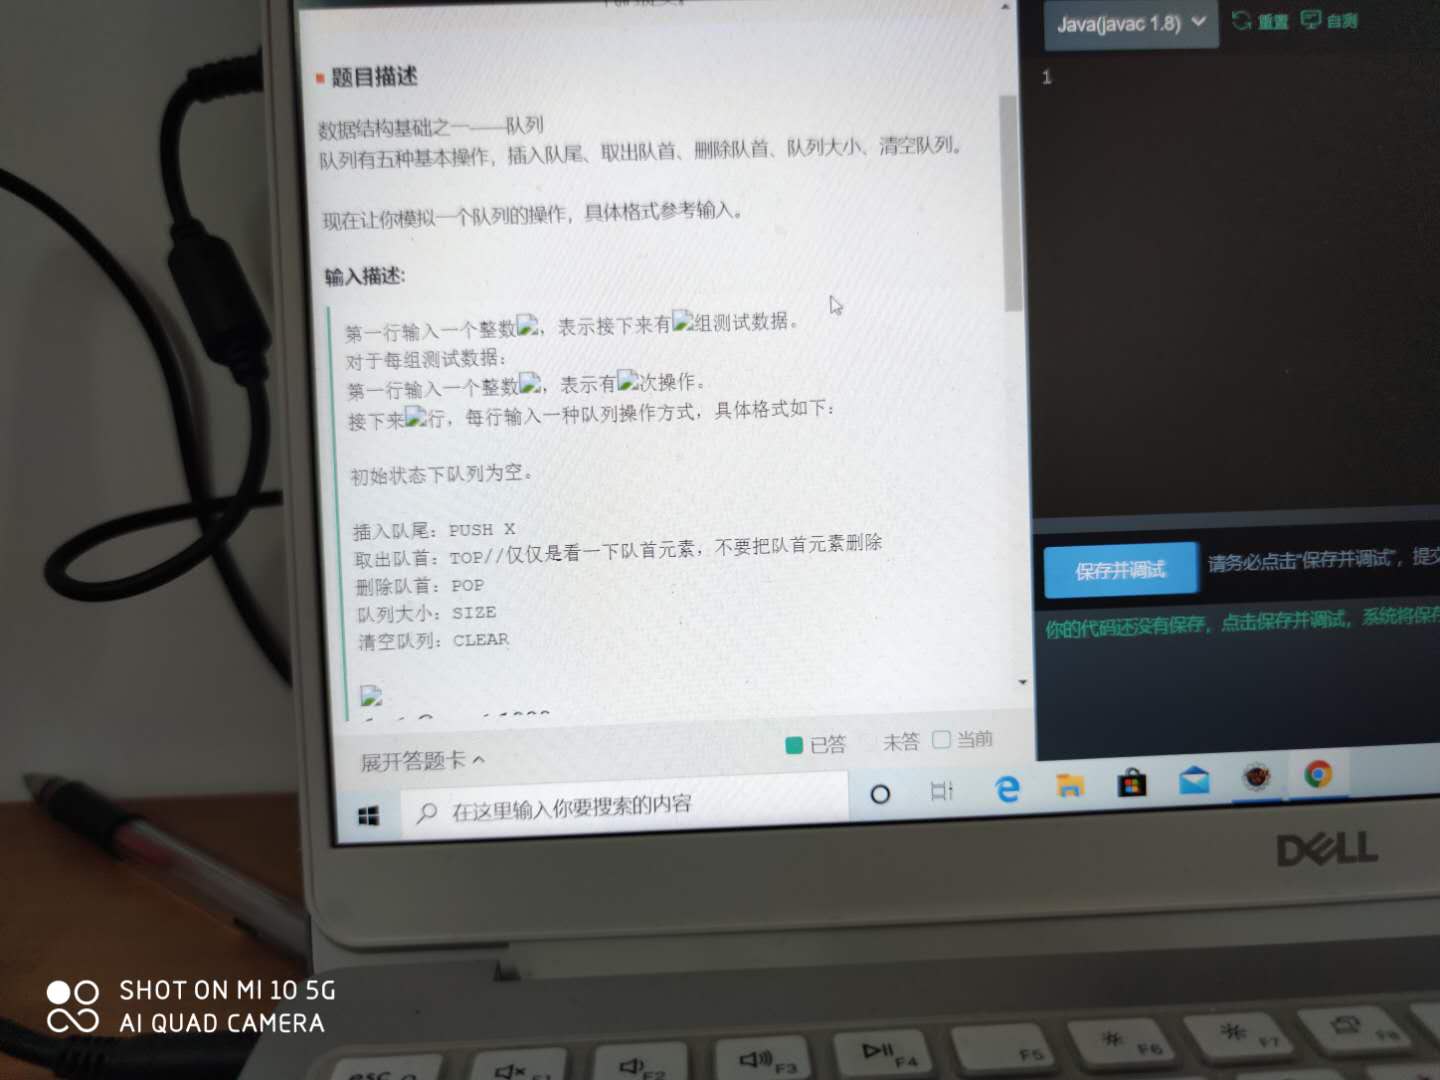 Java(javac 1.8)
重置
自测
1
题目描述
数据结构基础之一——队列
队列有五种基本操作，插入队尾、取出队首、删除队首、队列大小、清空队列。
现在让你模拟一个队列的操作，具体格式参考输入。
输入描述:
第一行输入一个整数，表示接下来有组测试数据。
对于每组测试数据：
第一行输入一个整数，表示有次操作。
接下来行，每行输入一种队列操作方式，具体格式如下：
初始状态下队列为空。
插入队尾：PUSH X
取出队首：TOP//仅仅是看一下队首元素，不要把队首元素删除
删除队首：POP
队列大小：SIZE
清空队列：CLEAR
保存并调试
请务必点击“保存并调试”，提交
你的代码还没有保存，点击保存并调试，系统将保存
展开答题卡
已答
未答
当前
在这里输入你要搜索的内容
DELL
SHOT ON MI 10 5G
AI QUAD CAMERA
esc
F1
F2
F3
F4
F5
F6
F7
F8